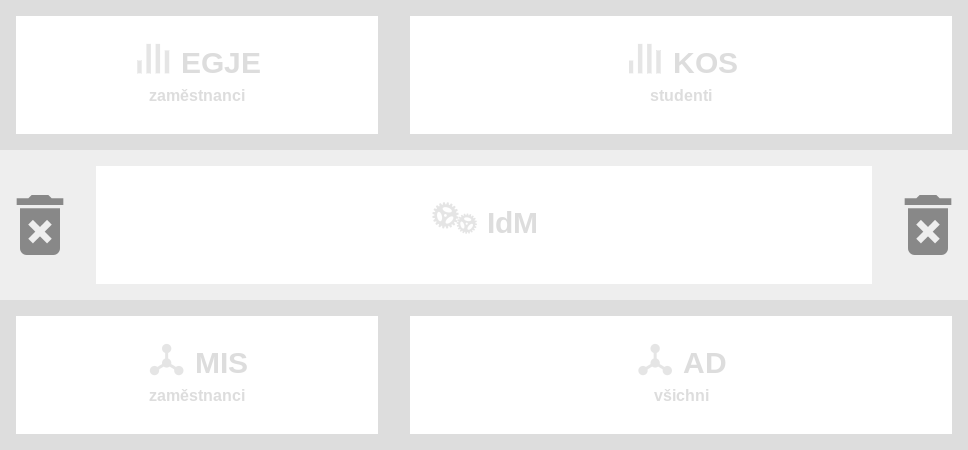 EGJE
zaměstnanci
KOS
studenti
IdM
MIS
zaměstnanci
AD
všichni